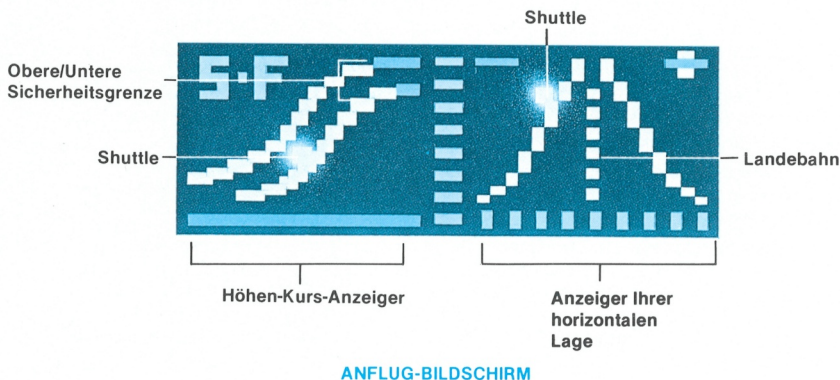 Shuttle
Obere/Untere
Sicherheitsgrenze
S·F
Shuttle
Landebahn
Höhen-Kurs-Anzeiger
Anzeiger Ihrer
horizontalen
Lage
ANFLUG-BILDSCHIRM